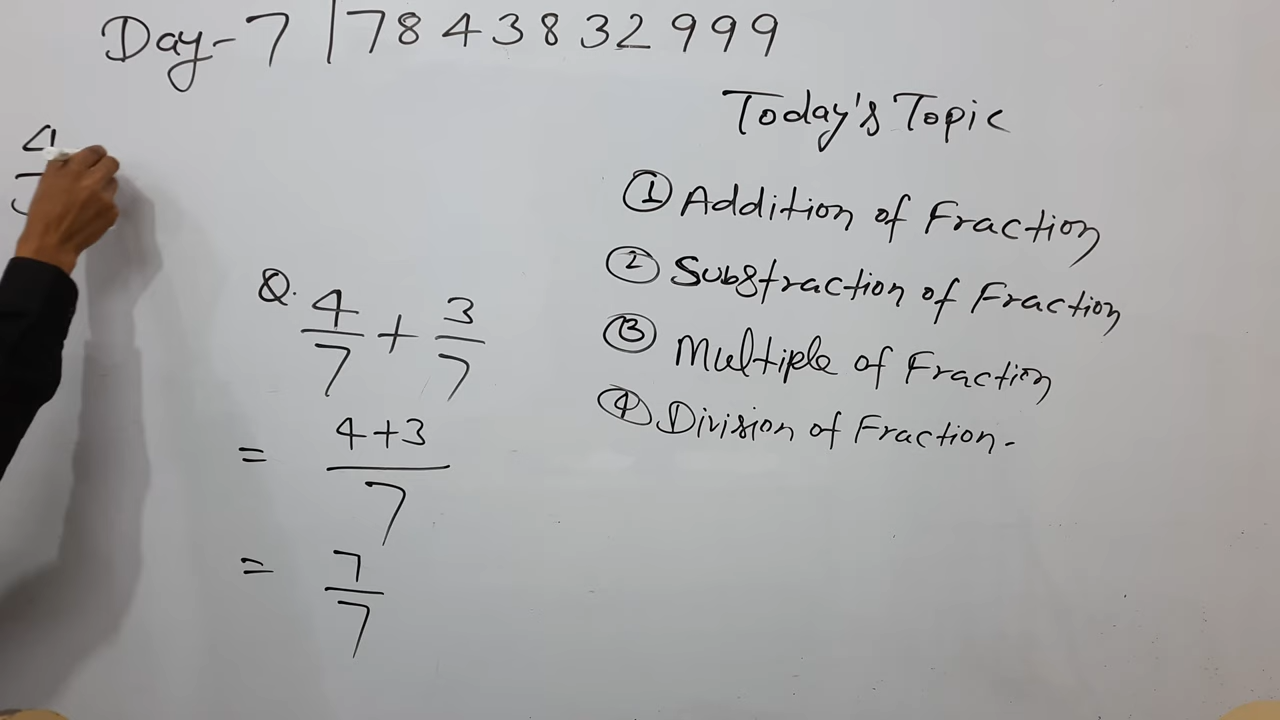 Day-7 | 7843832999
Today's Topic
① Addition of Fraction
② Substraction of Fraction
③ Multiple of Fraction
④ Division of Fraction.
4
Q. 4/7 + 3/7
= 4+3/7
= 7/7